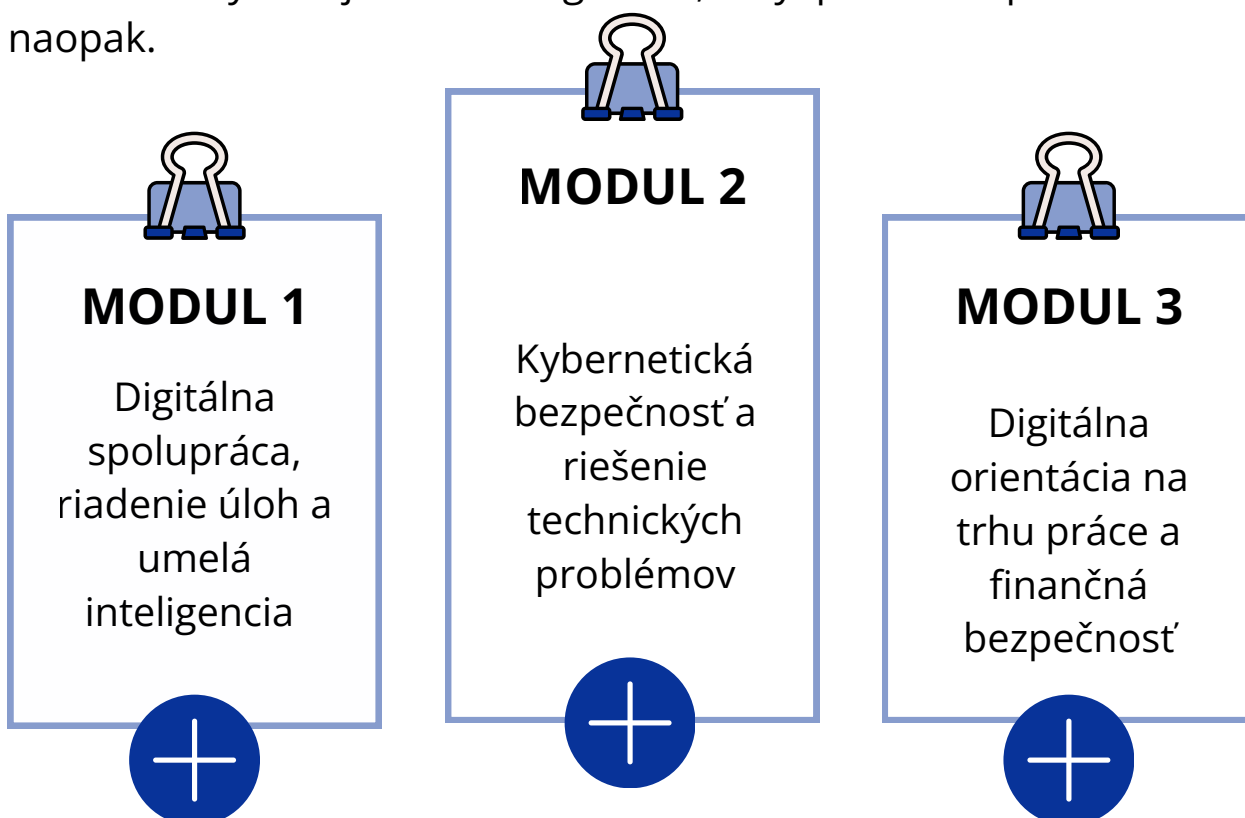 naopak.
MODUL 1
Digitálna
spolupráca,
riadenie úloh a
umelá
inteligencia
MODUL 2
Kybernetická
bezpečnosť a
riešenie
technických
problémov
MODUL 3
Digitálna
orientácia na
trhu práce a
finančná
bezpečnosť